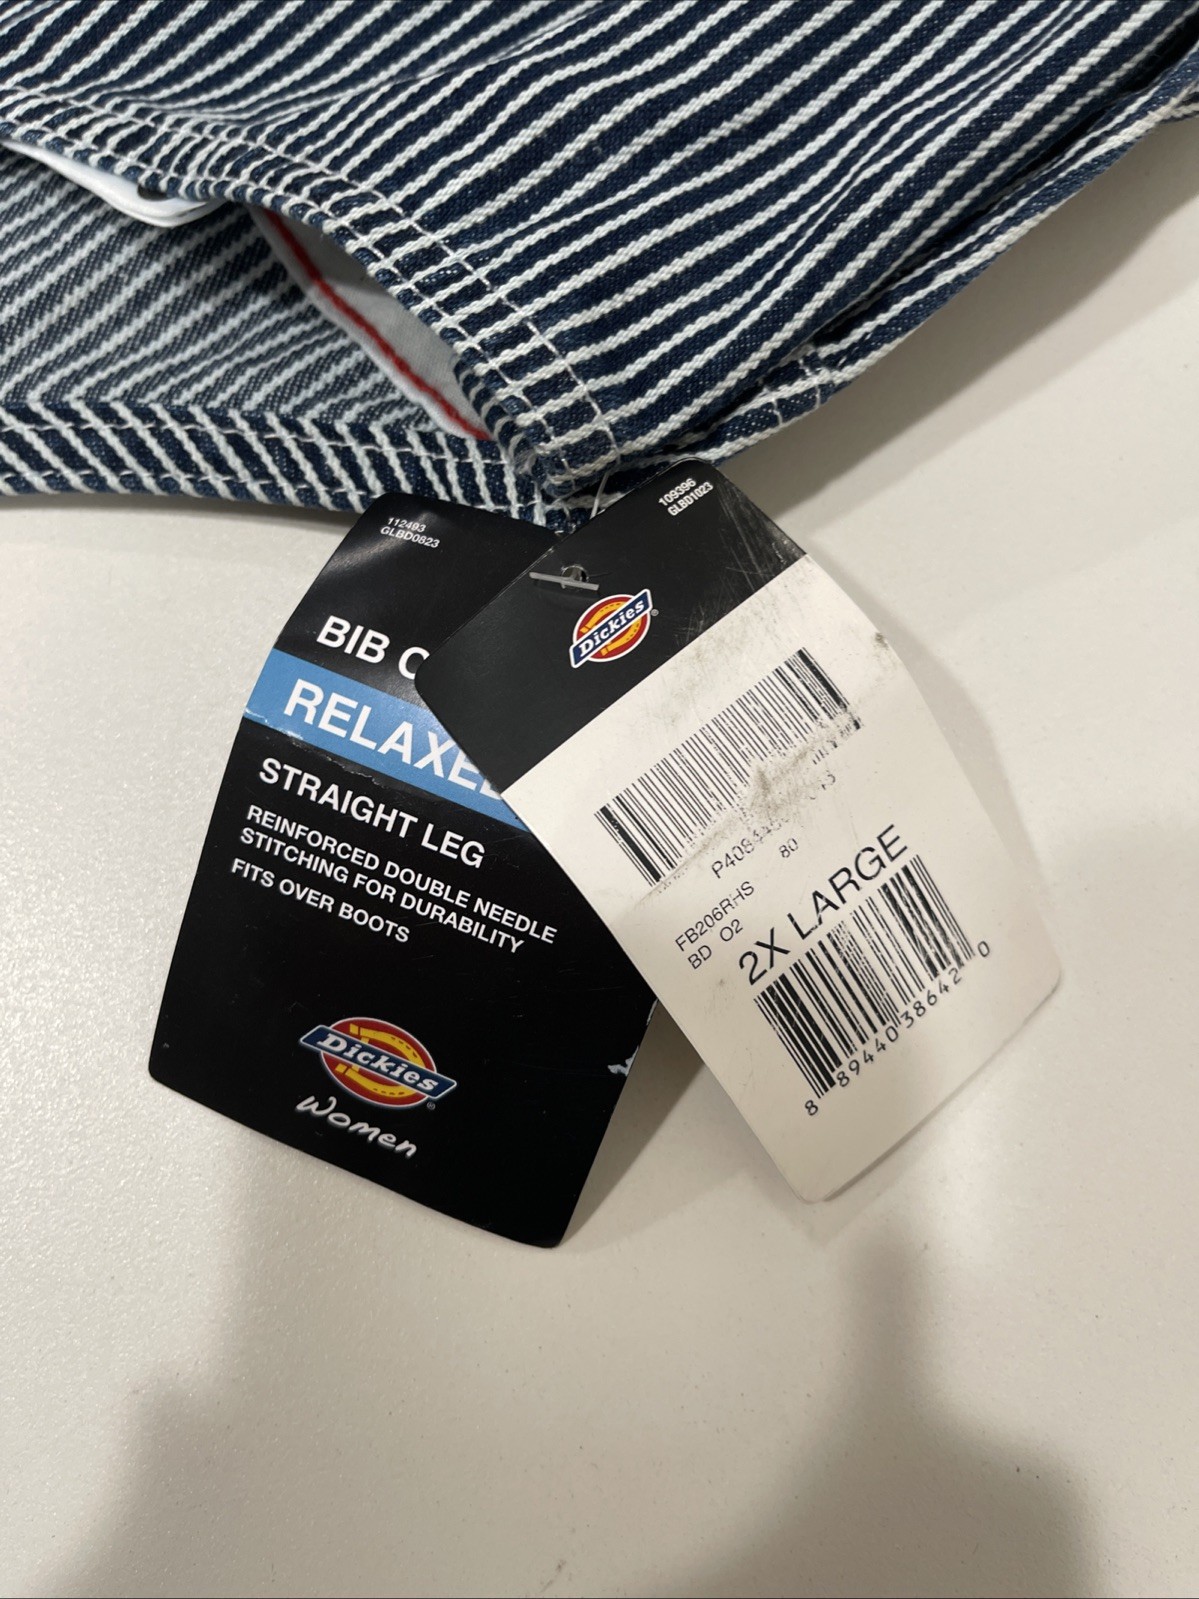 112493
GLBD0823
BIB
RELAXED
STRAIGHT LEG
REINFORCED DOUBLE NEEDLE
STITCHING FOR DURABILITY
FITS OVER BOOTS
Dickies
Women
109396
GLBD1023
Dickies
80
FB206RHS
BD O2
2X LARGE
8 89440 38642 0